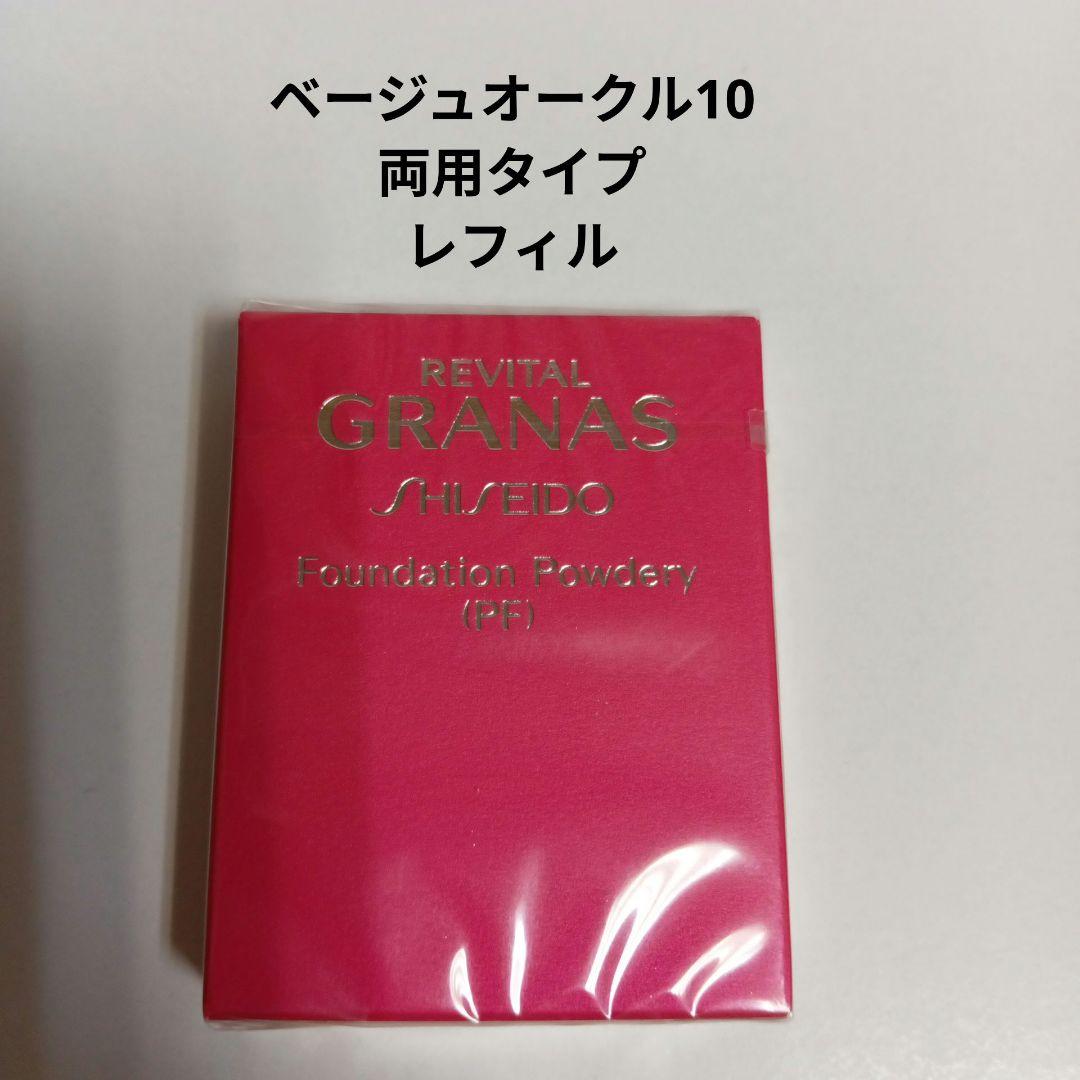 ベージュオークル10
両用タイプ
レフィル
REVITAL
GRANAS
SHISEIDO
Foundation Powdery
(PF)